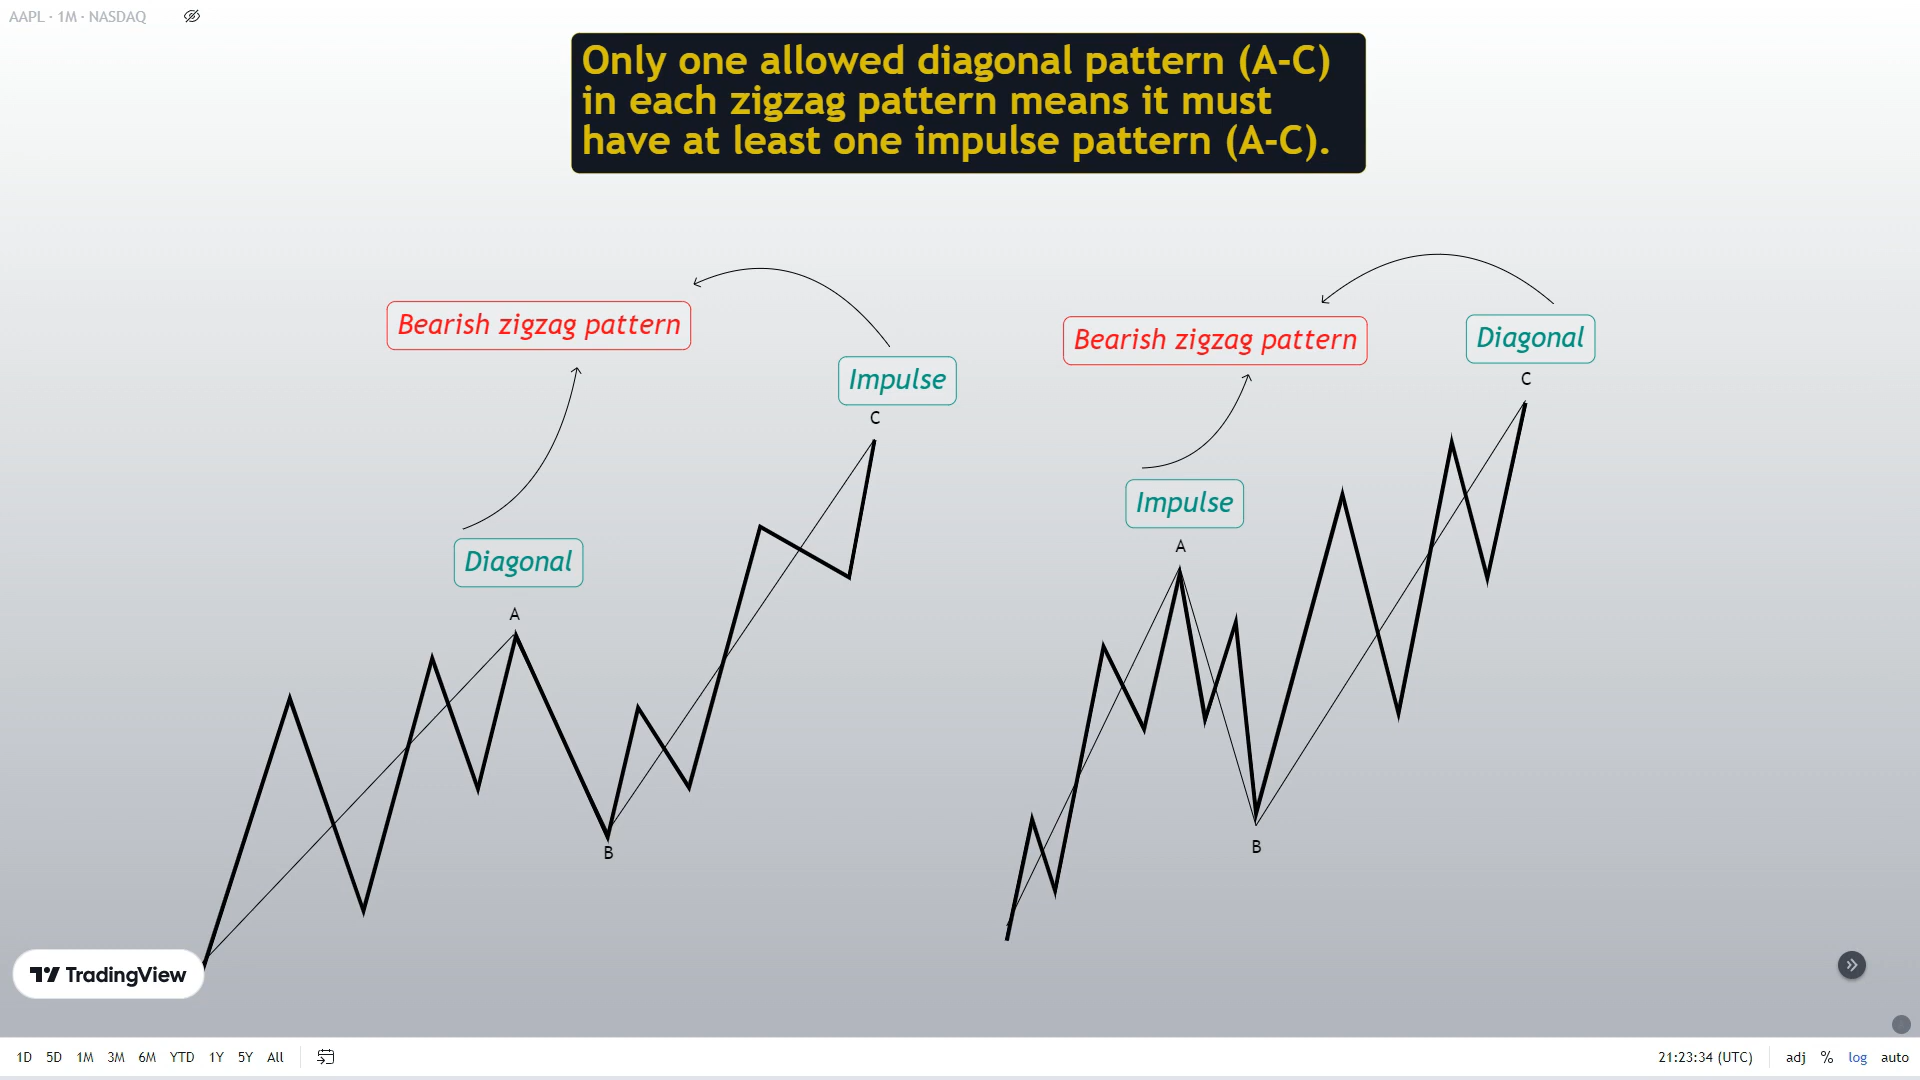 AAPL · 1M · NASDAQ
Only one allowed diagonal pattern (A-C)
in each zigzag pattern means it must
have at least one impulse pattern (A-C).
Bearish zigzag pattern
Impulse
C
Diagonal
A
B
Bearish zigzag pattern
Diagonal
C
Impulse
A
B
TradingView
1D 5D 1M 3M 6M YTD 1Y 5Y All
21:23:34 (UTC) adj % log auto